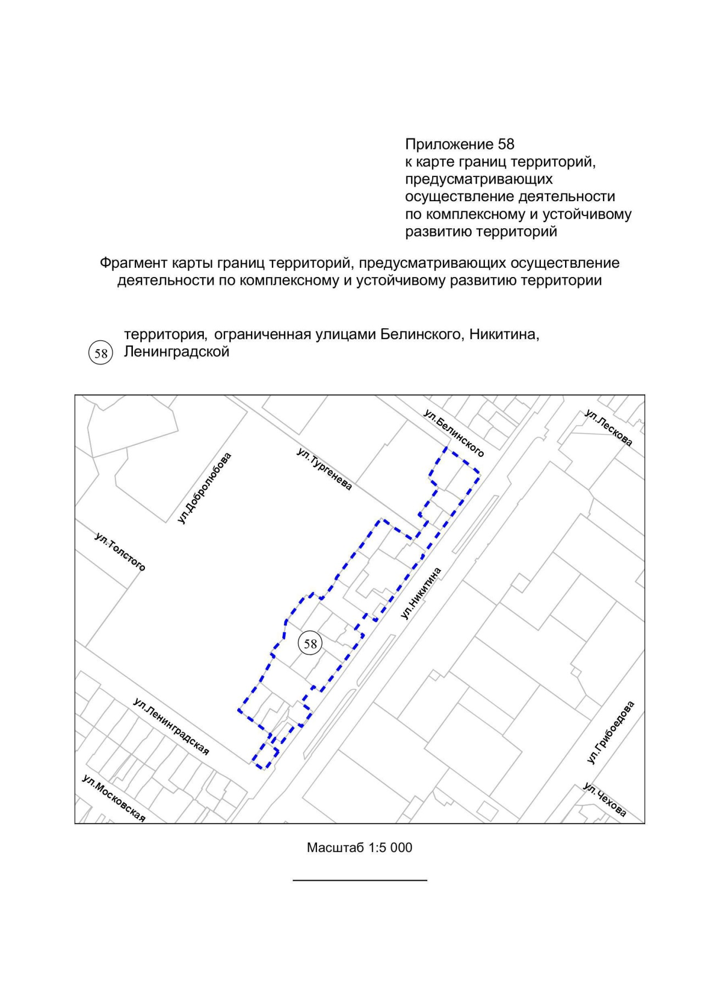 Приложение 58
к карте границ территорий,
предусматривающих
осуществление деятельности
по комплексному и устойчивому
развитию территорий
Фрагмент карты границ территорий, предусматривающих осуществление
деятельности по комплексному и устойчивому развитию территории
территория, ограниченная улицами Белинского, Никитина,
58 Ленинградской
ул.Белинского
ул.Лескова
ул.Тургенева
ул.Добролюбова
ул.Толстого
ул.Никитина
58
ул.Ленинградская
ул.Грибоедова
ул.Московская
ул.Чехова
Масштаб 1:5 000